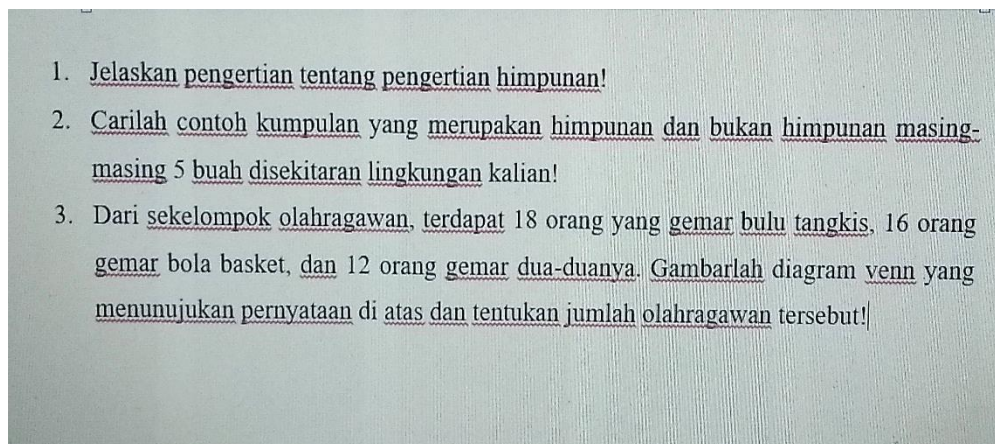 1. Jelaskan pengertian tentang pengertian himpunan!
2. Carilah contoh kumpulan yang merupakan himpunan dan bukan himpunan masing-
masing 5 buah disekitaran lingkungan kalian!
3. Dari sekelompok olahragawan, terdapat 18 orang yang gemar bulu tangkis, 16 orang
gemar bola basket, dan 12 orang gemar dua-duanya. Gambarlah diagram venn yang
menunujukan pernyataan di atas dan tentukan jumlah olahragawan tersebut!